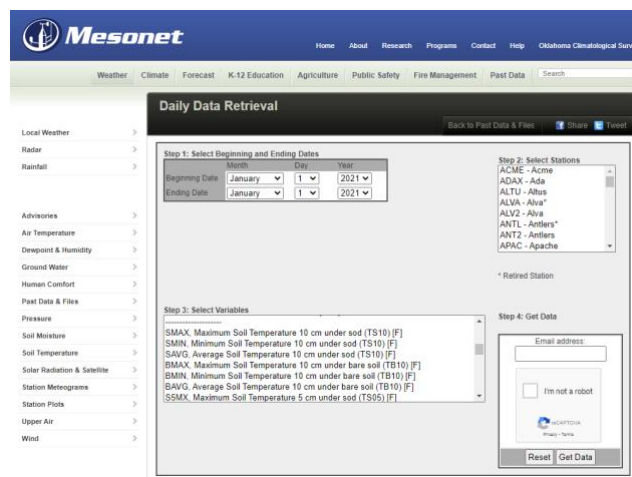 Mesonet
Home About Research Programs Contact Help Oklahoma Climatological Surv
Weather Climate Forecast K-12 Education Agriculture Public Safety Fire Management Past Data Search
Daily Data Retrieval
Back to Past Data & Files Share Tweet
Local Weather
Radar
Rainfall
Advisories
Air Temperature
Dewpoint & Humidity
Ground Water
Human Comfort
Past Data & Files
Pressure
Soil Moisture
Soil Temperature
Solar Radiation & Satellite
Station Meteograms
Station Plots
Upper Air
Wind
Step 1: Select Beginning and Ending Dates
Month Day Year
Beginning Date January 1 2021
Ending Date January 1 2021
Step 2: Select Stations
ACME - Acme
ADAX - Ada
ALTU - Altus
ALVA - Alva*
ALV2 - Alva
ANTL - Antlers*
ANT2 - Antlers
APAC - Apache
* Retired Station
Step 3: Select Variables
--------------------
SMAX, Maximum Soil Temperature 10 cm under sod (TS10) [F]
SMIN, Minimum Soil Temperature 10 cm under sod (TS10) [F]
SAVG, Average Soil Temperature 10 cm under sod (TS10) [F]
BMAX, Maximum Soil Temperature 10 cm under bare soil (TB10) [F]
BMIN, Minimum Soil Temperature 10 cm under bare soil (TB10) [F]
BAVG, Average Soil Temperature 10 cm under bare soil (TB10) [F]
S5MX, Maximum Soil Temperature 5 cm under sod (TS05) [F]
Step 4: Get Data
Email address:
I'm not a robot
reCAPTCHA
Privacy - Terms
Reset Get Data